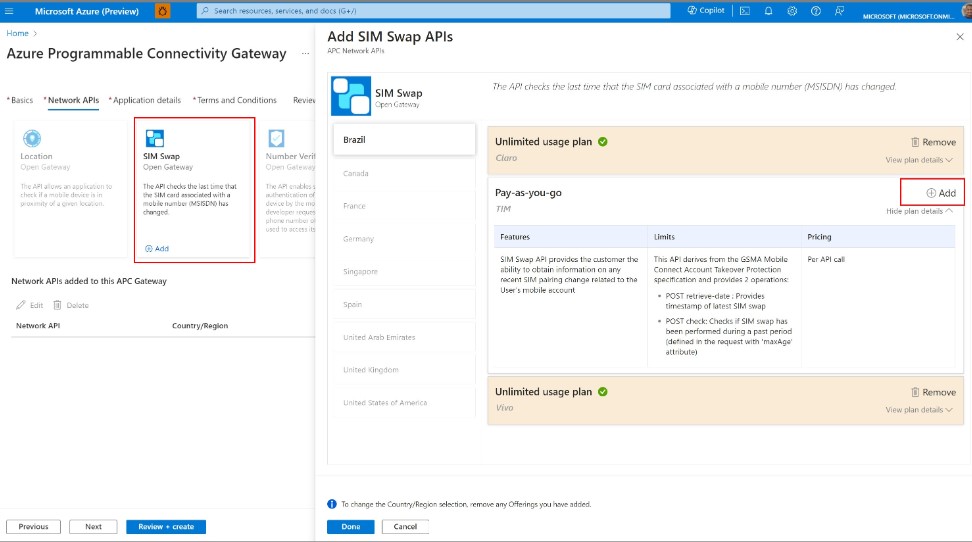 Microsoft Azure (Preview)
Search resources, services, and docs (G+/)
Copilot
MICROSOFT (MICROSOFT.ONMI...
Home >
Azure Programmable Connectivity Gateway ...
* Basics * Network APIs * Application details * Terms and Conditions Review
Location
Open Gateway
The API allows an application to
check if a mobile device is in
proximity of a given location.
SIM Swap
Open Gateway
The API checks the last time that
the SIM card associated with a
mobile number (MSISDN) has
changed.
Add
Number Verif
Open Gateway
The API enables s
authentication of
device by the mo
developer reques
phone number s
used to access its
Network APIs added to this APC Gateway
Edit Delete
Network API Country/Region
Previous Next Review + create
Add SIM Swap APIs
APC Network APIs
SIM Swap
Open Gateway
The API checks the last time that the SIM card associated with a mobile number (MSISDN) has changed.
Brazil
Canada
France
Germany
Singapore
Spain
United Arab Emirates
United Kingdom
United States of America
Unlimited usage plan Remove
Claro View plan details
Pay-as-you-go Add
TIM Hide plan details
Features Limits Pricing
SIM Swap API provides the customer the
ability to obtain information on any
recent SIM pairing change related to the
User's mobile account
This API derives from the GSMA Mobile
Connect Account Takeover Protection
specification and provides 2 operations:
• POST retrieve-date : Provides
timestamp of latest SIM swap
• POST check: Checks if SIM swap has
been performed during a past period
(defined in the request with 'maxAge'
attribute)
Per API call
Unlimited usage plan Remove
Vivo View plan details
To change the Country/Region selection, remove any Offerings you have added.
Done Cancel